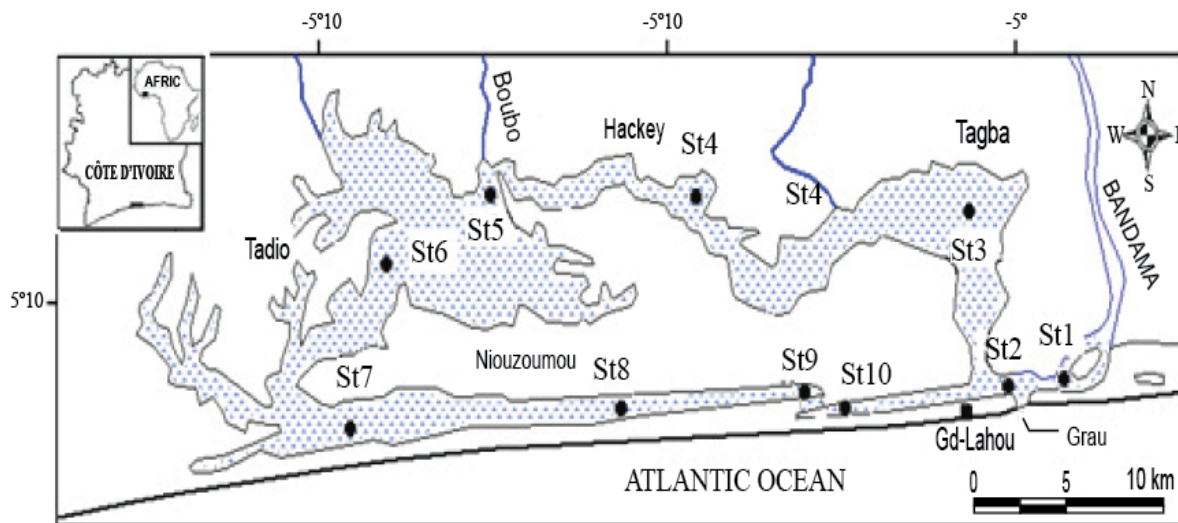 -5°10
-5°10
-5°
AFRIC
CÔTE D'IVOIRE
Boubo
Hackey
St4
Tagba
N
W
S
St4
BANDAMA
St5
St3
Tadio
St6
5°10
Niouzoumou
St7
St8
St9
St10
St2
St1
Gd-Lahou
Grau
ATLANTIC OCEAN
0 5 10 km